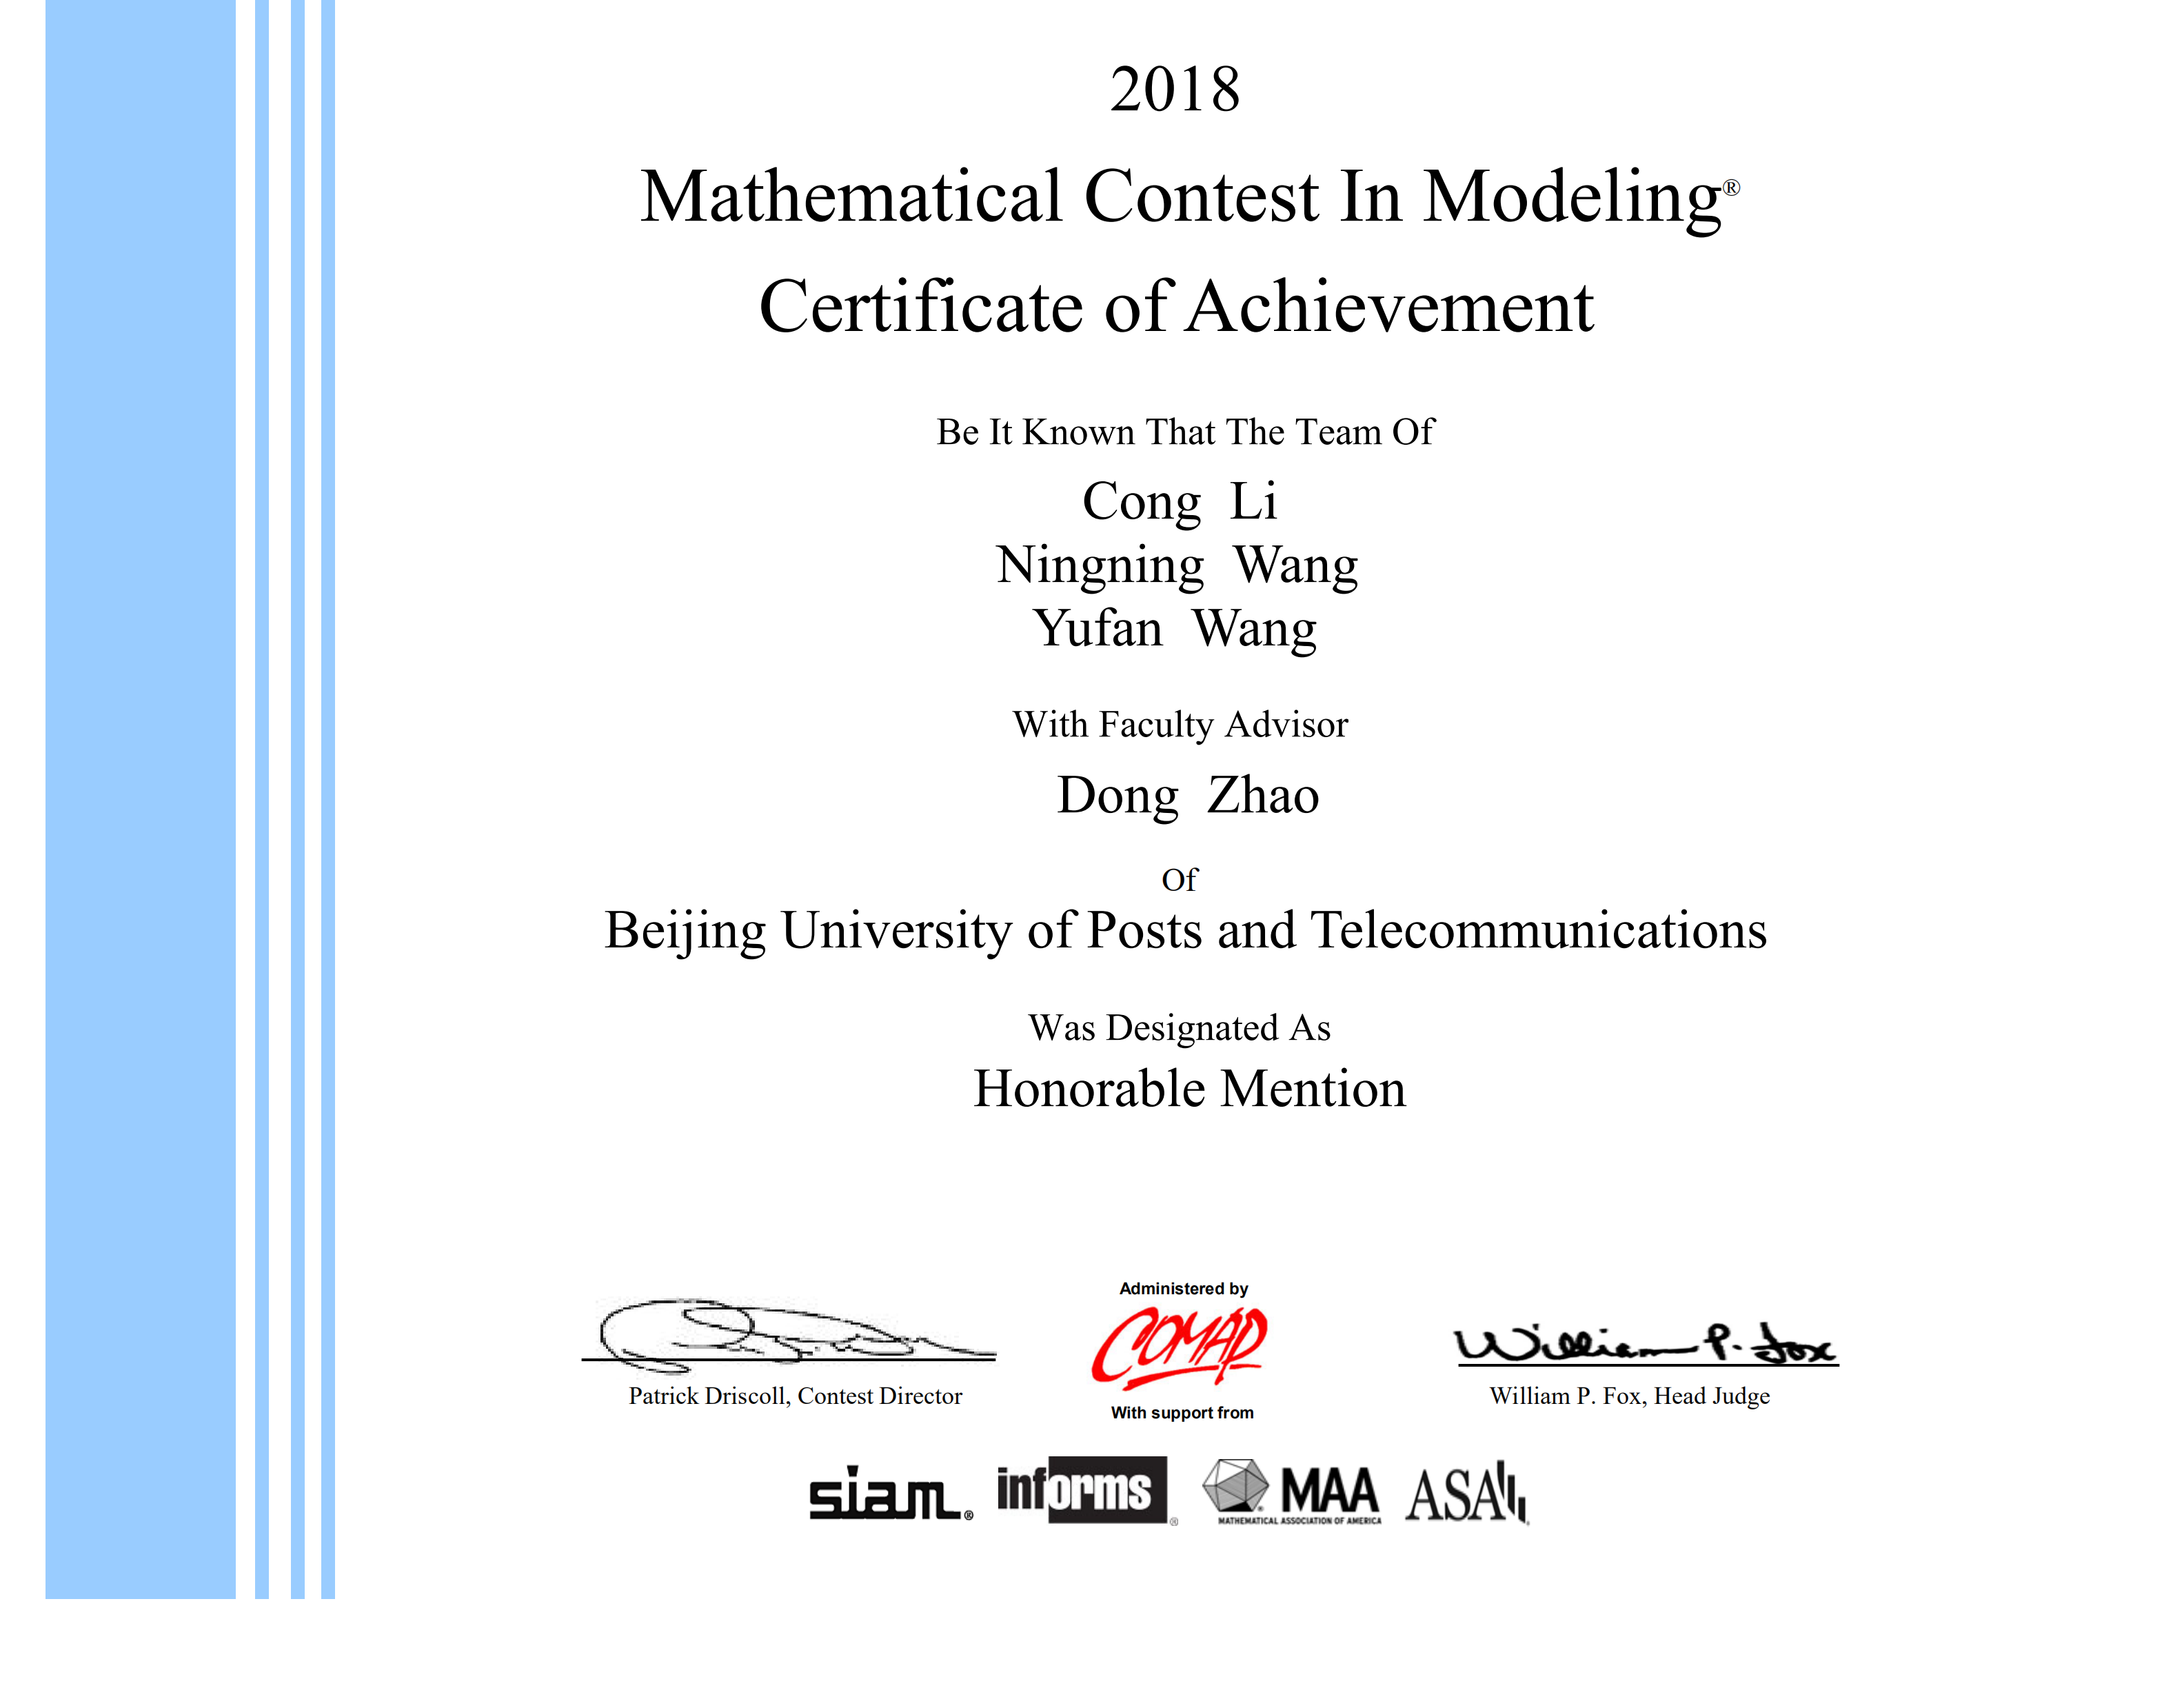 2018
Mathematical Contest In Modeling®
Certificate of Achievement
Be It Known That The Team Of
Cong Li
Ningning Wang
Yufan Wang
With Faculty Advisor
Dong Zhao
Of
Beijing University of Posts and Telecommunications
Was Designated As
Honorable Mention
Administered by
COMAP
William P. Fox
Patrick Driscoll, Contest Director
William P. Fox, Head Judge
With support from
siam® informs® MAA ASA
MATHEMATICAL ASSOCIATION OF AMERICA